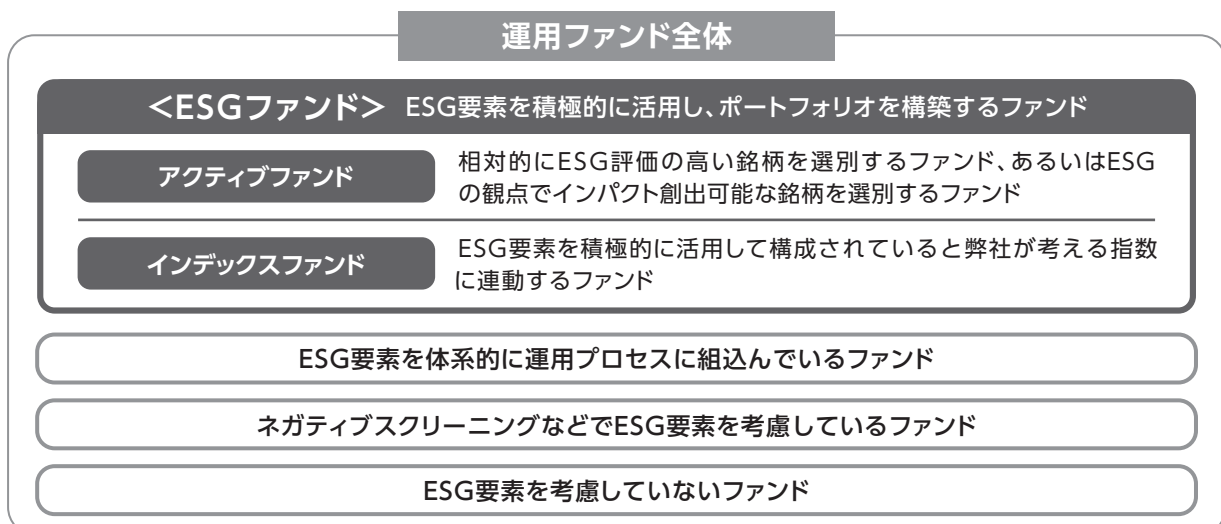 運用ファンド全体
<ESGファンド> ESG要素を積極的に活用し、ポートフォリオを構築するファンド
アクティブファンド
相対的にESG評価の高い銘柄を選別するファンド、あるいはESG
の観点でインパクト創出可能な銘柄を選別するファンド
インデックスファンド
ESG要素を積極的に活用して構成されていると弊社が考える指数
に連動するファンド
ESG要素を体系的に運用プロセスに組込んでいるファンド
ネガティブスクリーニングなどでESG要素を考慮しているファンド
ESG要素を考慮していないファンド